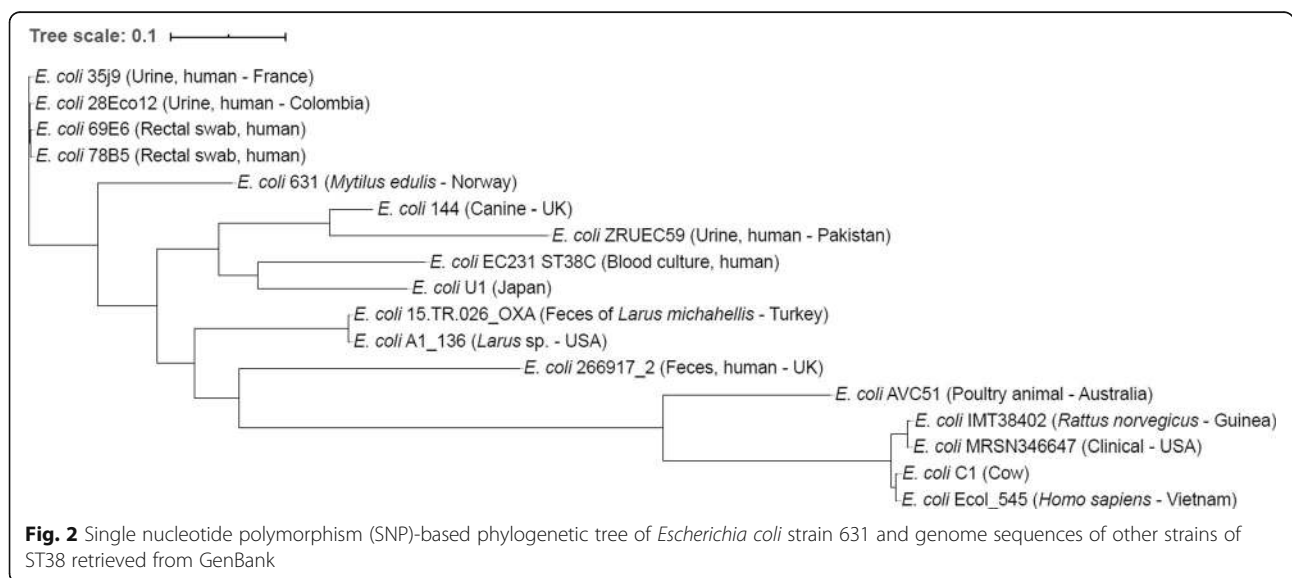 Tree scale: 0.1
E. coli 35j9 (Urine, human - France)
E. coli 28Eco12 (Urine, human - Colombia)
E. coli 69E6 (Rectal swab, human)
E. coli 78B5 (Rectal swab, human)
E. coli 631 (Mytilus edulis - Norway)
E. coli 144 (Canine - UK)
E. coli ZRUEC59 (Urine, human - Pakistan)
E. coli EC231 ST38C (Blood culture, human)
E. coli U1 (Japan)
E. coli 15.TR.026_OXA (Feces of Larus michahellis - Turkey)
E. coli A1_136 (Larus sp. - USA)
E. coli 266917_2 (Feces, human - UK)
E. coli AVC51 (Poultry animal - Australia)
E. coli IMT38402 (Rattus norvegicus - Guinea)
E. coli MRSN346647 (Clinical - USA)
E. coli C1 (Cow)
E. coli Ecol_545 (Homo sapiens - Vietnam)
Fig. 2 Single nucleotide polymorphism (SNP)-based phylogenetic tree of Escherichia coli strain 631 and genome sequences of other strains of
ST38 retrieved from GenBank